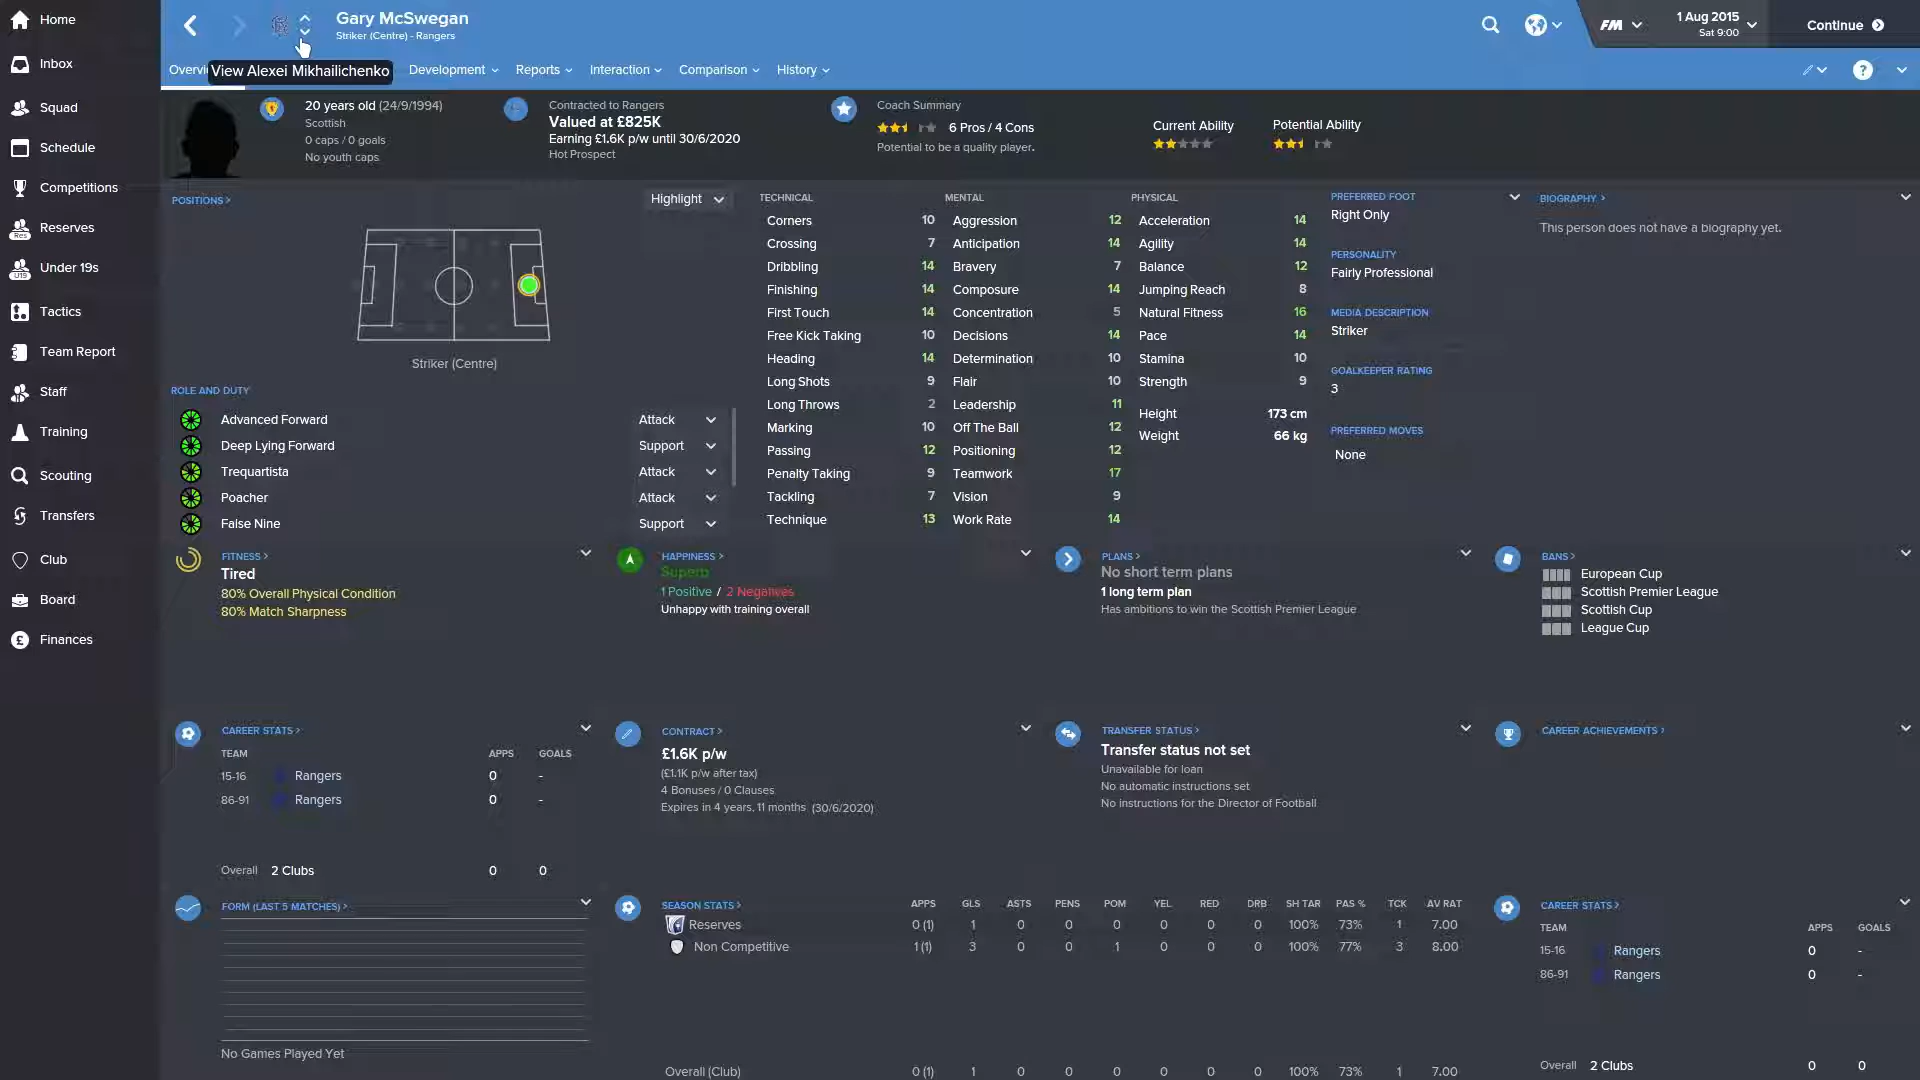 Home
Inbox
Squad
Schedule
Competitions
Reserves
Under 19s
Tactics
Team Report
Staff
Training
Scouting
Transfers
Club
Board
Finances
Gary McSwegan
Striker (Centre) - Rangers
FM
1 Aug 2015
Sat 9:00
Continue
Overvi
View Alexei Mikhailichenko
Development
Reports
Interaction
Comparison
History
?
20 years old (24/9/1994)
Scottish
0 caps / 0 goals
No youth caps
Contracted to Rangers
Valued at £825K
Earning £1.6K p/w until 30/6/2020
Hot Prospect
Coach Summary
6 Pros / 4 Cons
Potential to be a quality player.
Current Ability
Potential Ability
POSITIONS >
Highlight
Striker (Centre)
ROLE AND DUTY
Advanced Forward Attack
Deep Lying Forward Support
Trequartista Attack
Poacher Attack
False Nine Support
TECHNICAL
Corners 10
Crossing 7
Dribbling 14
Finishing 14
First Touch 14
Free Kick Taking 10
Heading 14
Long Shots 9
Long Throws 2
Marking 10
Passing 12
Penalty Taking 9
Tackling 7
Technique 13
MENTAL
Aggression 12
Anticipation 14
Bravery 7
Composure 14
Concentration 5
Decisions 14
Determination 10
Flair 10
Leadership 11
Off The Ball 12
Positioning 12
Teamwork 17
Vision 9
Work Rate 14
PHYSICAL
Acceleration 14
Agility 14
Balance 12
Jumping Reach 8
Natural Fitness 16
Pace 14
Stamina 10
Strength 9
Height 173 cm
Weight 66 kg
PREFERRED FOOT
Right Only
PERSONALITY
Fairly Professional
MEDIA DESCRIPTION
Striker
GOALKEEPER RATING
3
PREFERRED MOVES
None
BIOGRAPHY >
This person does not have a biography yet.
FITNESS >
Tired
80% Overall Physical Condition
80% Match Sharpness
HAPPINESS >
Superb
1 Positive / 2 Negatives
Unhappy with training overall
PLANS >
No short term plans
1 long term plan
Has ambitions to win the Scottish Premier League
BANS >
European Cup
Scottish Premier League
Scottish Cup
League Cup
CAREER STATS >
TEAM APPS GOALS
15-16 Rangers 0 -
86-91 Rangers 0 -
Overall 2 Clubs 0 0
CONTRACT >
£1.6K p/w
(£1.1K p/w after tax)
4 Bonuses / 0 Clauses
Expires in 4 years, 11 months (30/6/2020)
TRANSFER STATUS >
Transfer status not set
Unavailable for loan
No automatic instructions set
No instructions for the Director of Football
CAREER ACHIEVEMENTS >
FORM (LAST 5 MATCHES) >
No Games Played Yet
SEASON STATS > APPS GLS ASTS PENS POM YEL RED DRB SH TAR PAS % TCK AV RAT
Reserves 0 (1) 1 0 0 0 0 0 0 100% 73% 1 7.00
Non Competitive 1 (1) 3 0 0 1 0 0 0 100% 77% 3 8.00
Overall (Club) 0 (1) 1 0 0 0 0 0 0 100% 73% 1 7.00
CAREER STATS >
TEAM APPS GOALS
15-16 Rangers 0 -
86-91 Rangers 0 -
Overall 2 Clubs 0 0